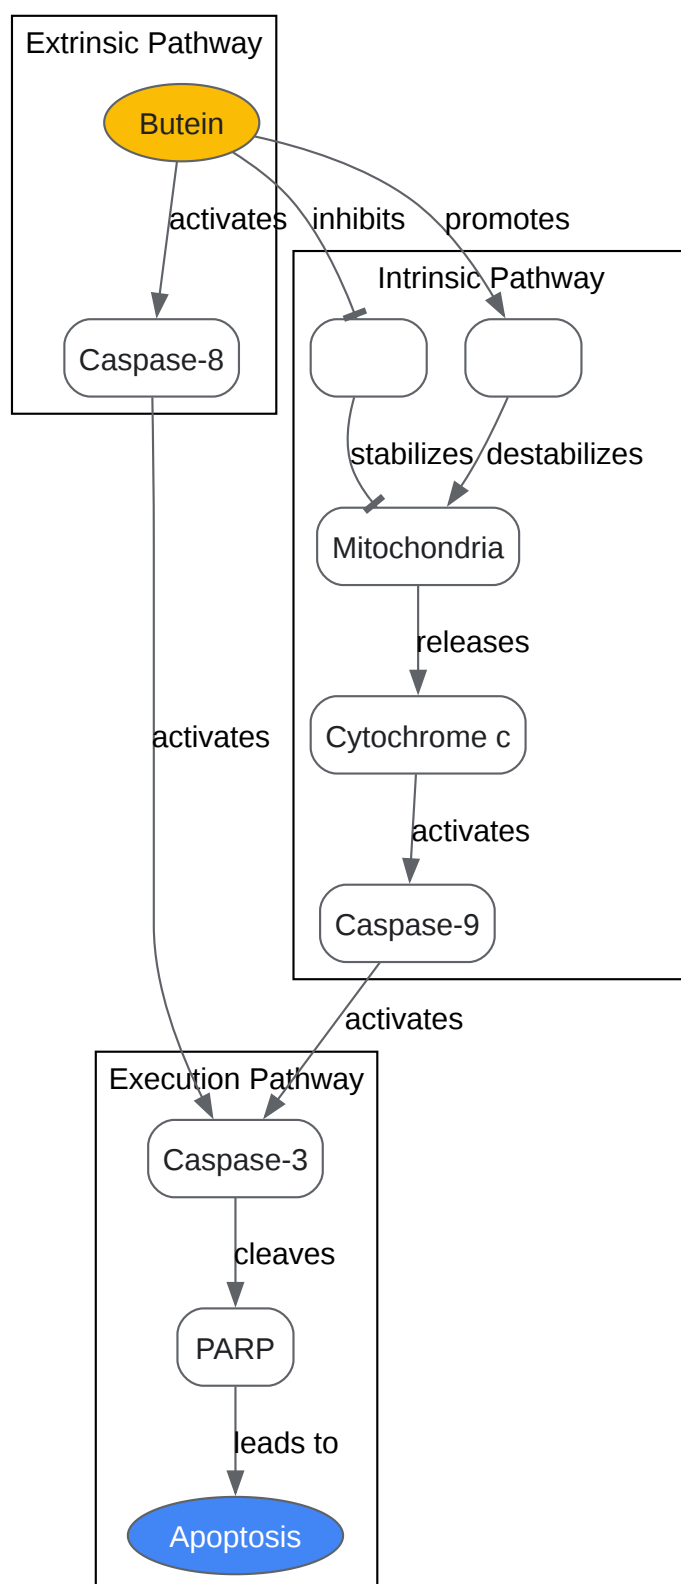 Extrinsic Pathway
Butein
activates
inhibits
promotes
Intrinsic Pathway
Caspase-8
stabilizes
destabilizes
Mitochondria
releases
Cytochrome c
activates
activates
Caspase-9
activates
Execution Pathway
Caspase-3
cleaves
PARP
leads to
Apoptosis